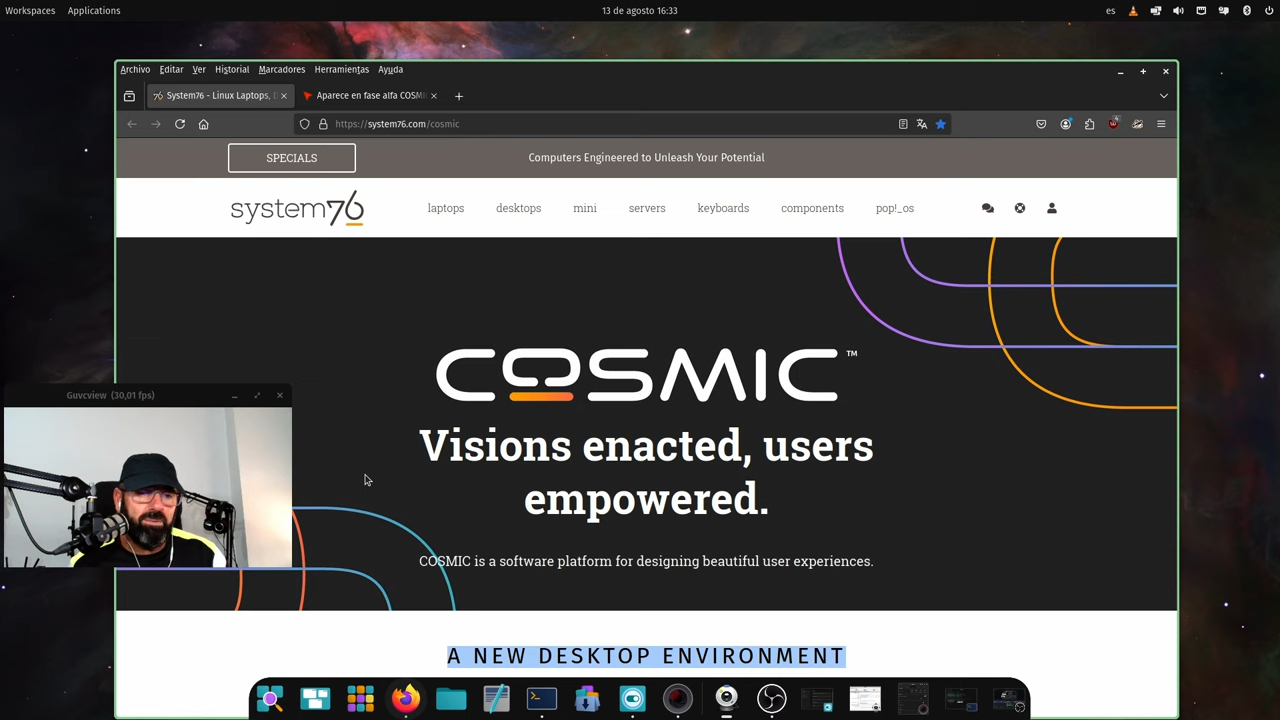 Workspaces Applications 13 de agosto 16:33 es
Archivo Editar Ver Historial Marcadores Herramientas Ayuda
System76 - Linux Laptops, D Aparece en fase alfa COSMI
https://system76.com/cosmic
SPECIALS Computers Engineered to Unleash Your Potential
system76 laptops desktops mini servers keyboards components pop!_os
COSMIC™
Guvcview (30,01 fps)
Visions enacted, users
empowered.
COSMIC is a software platform for designing beautiful user experiences.
A NEW DESKTOP ENVIRONMENT